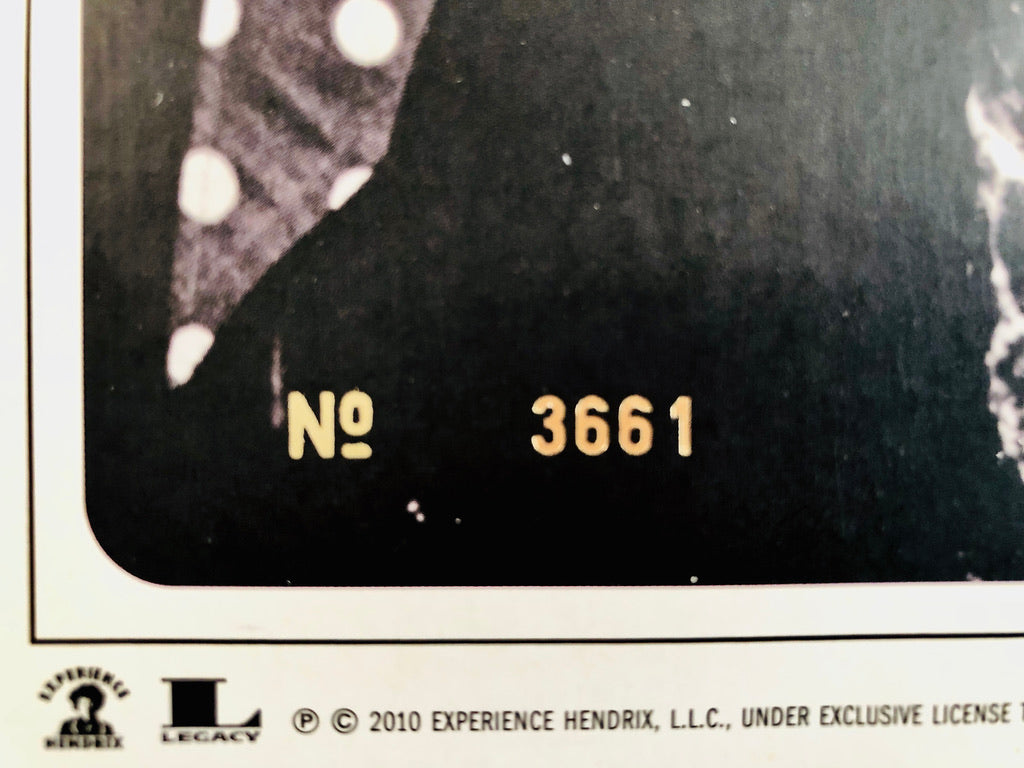 Nº 3661
EXPERIENCE
HENDRIX
L
LEGACY
℗ © 2010 EXPERIENCE HENDRIX, L.L.C., UNDER EXCLUSIVE LICENSE T